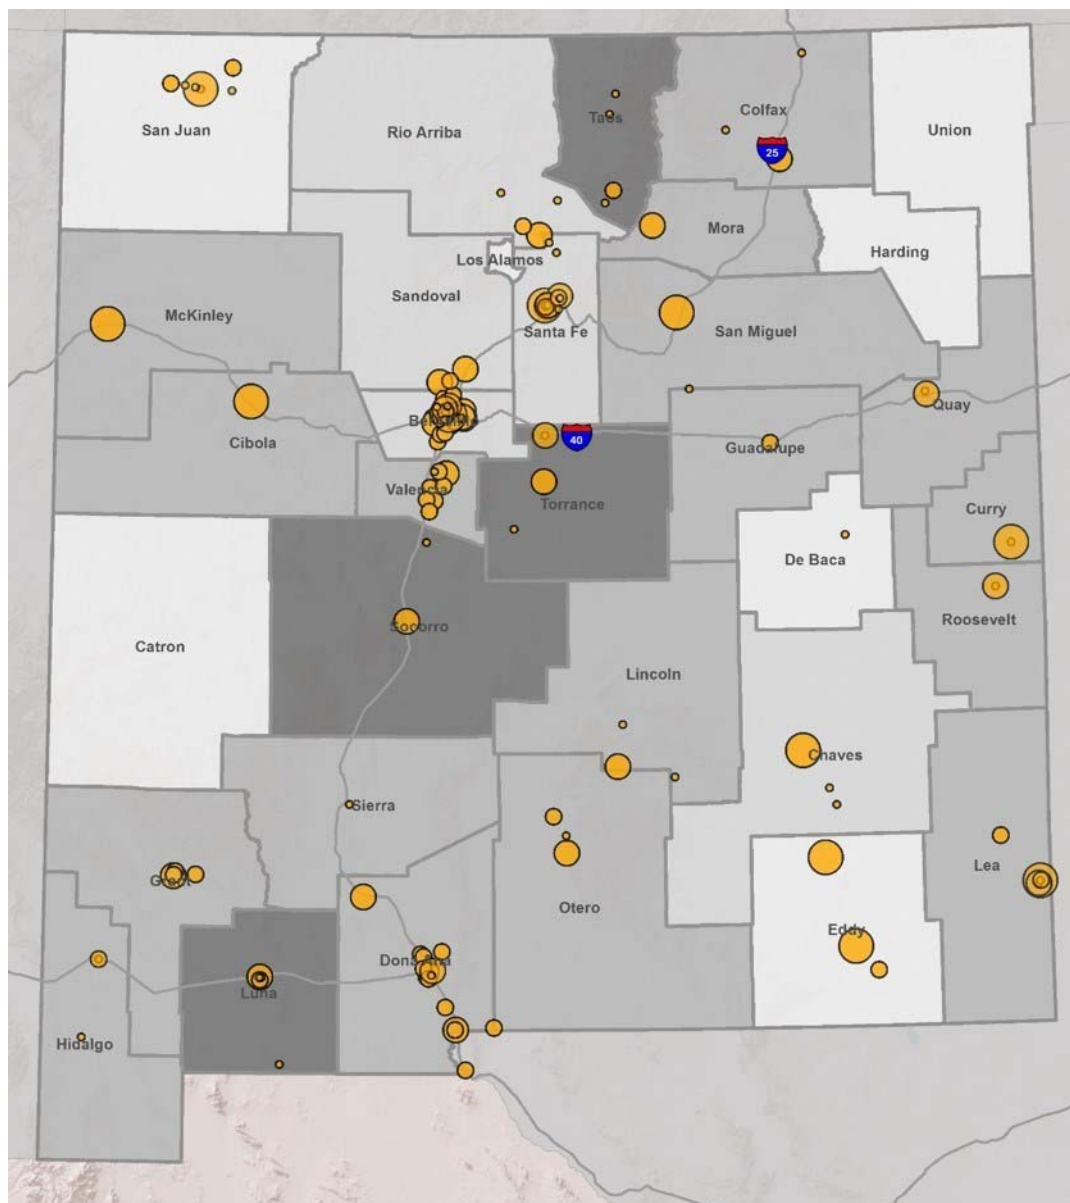 Taos
Colfax
San Juan
Rio Arriba
Union
25
Mora
Harding
Los Alamos
Sandoval
McKinley
Santa Fe
San Miguel
Quay
Cibola
40
Guadalupe
Valencia
Torrance
Curry
De Baca
Roosevelt
Socorro
Catron
Lincoln
Chaves
Sierra
Lea
Otero
Eddy
Luna
Hidalgo